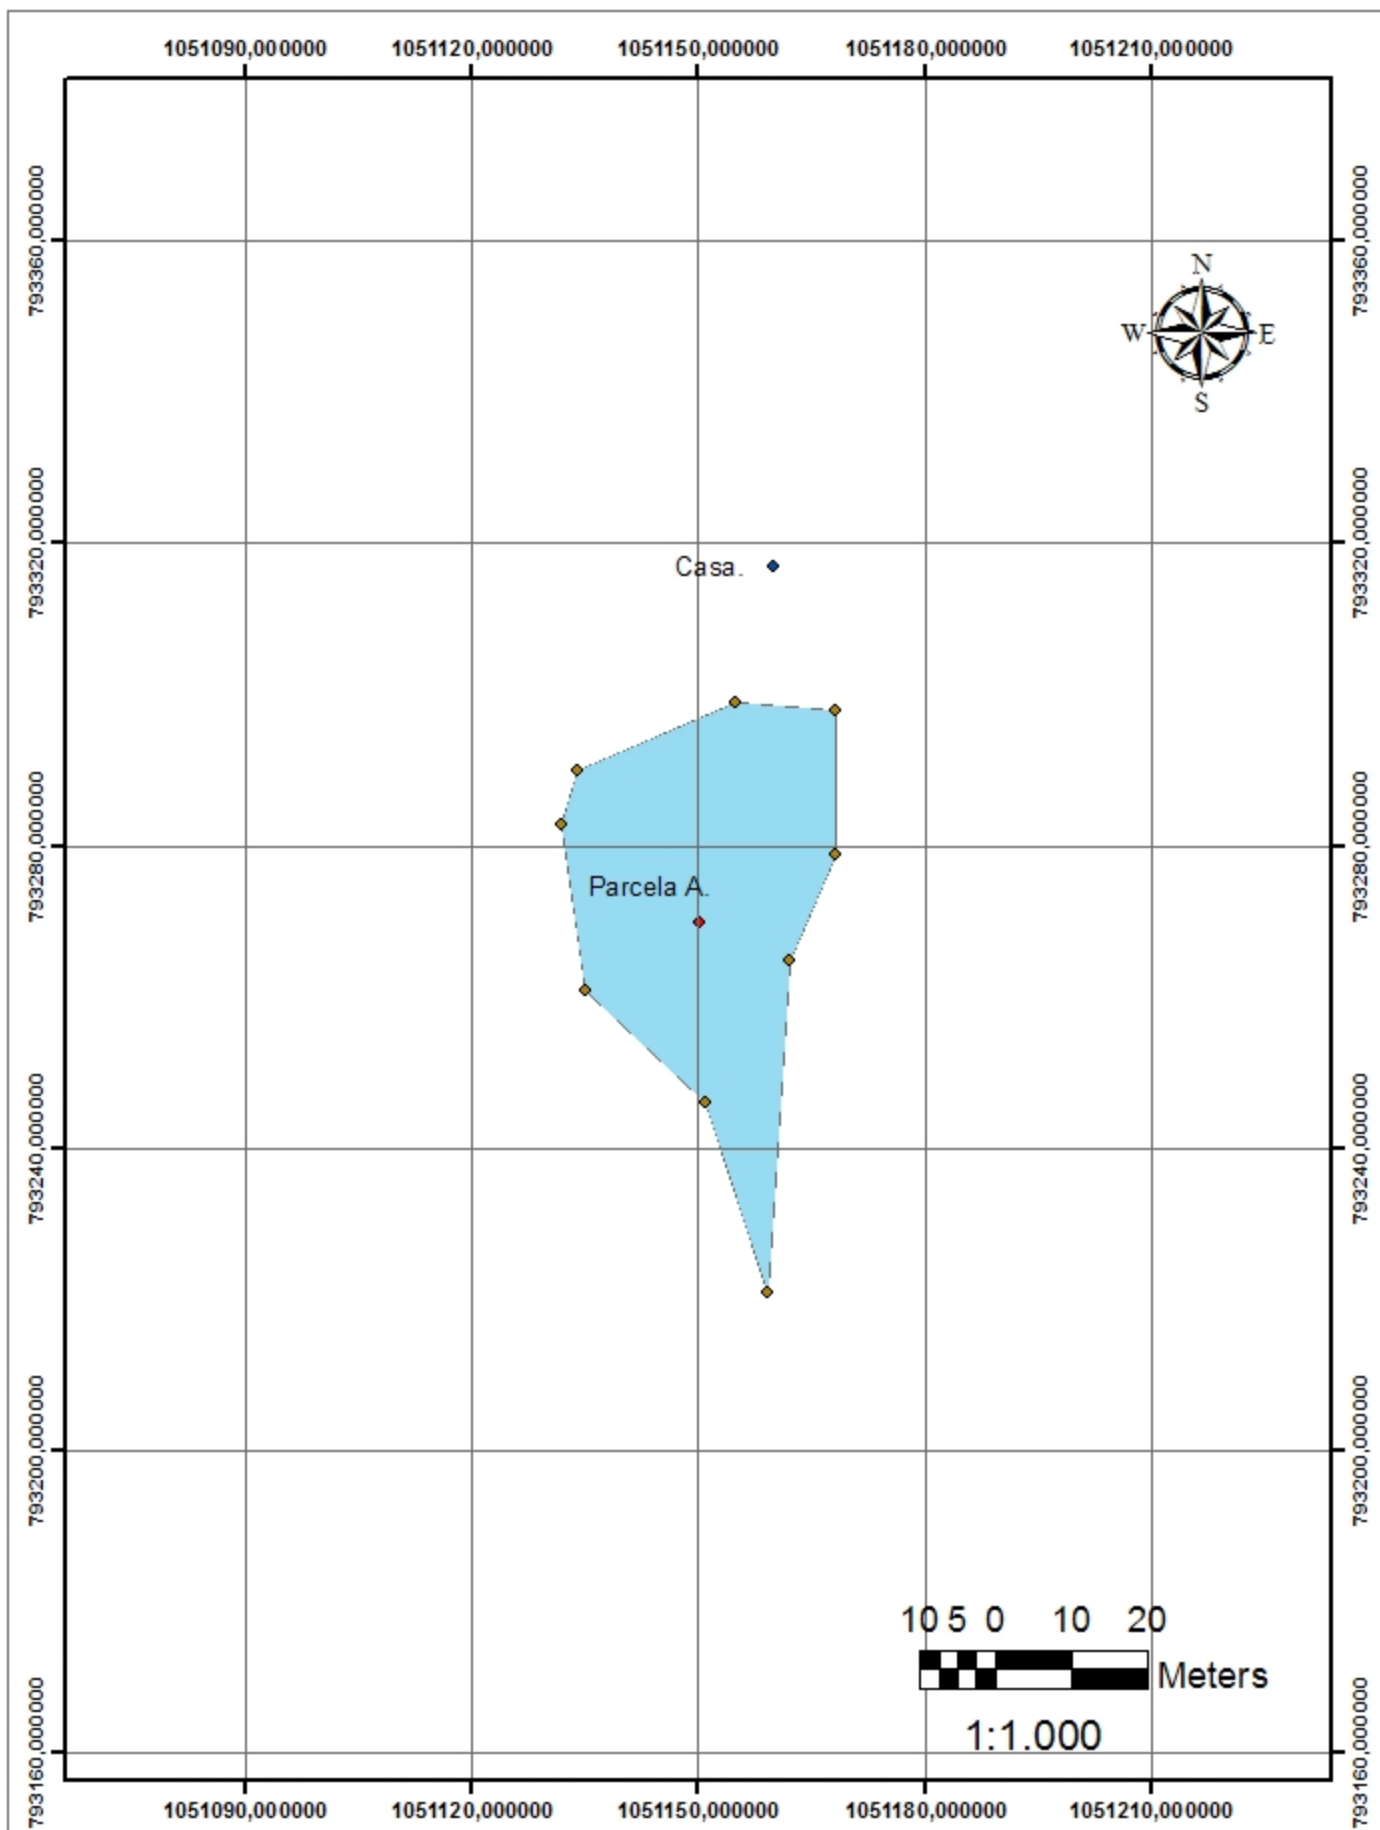 1051090,000000 1051120,000000 1051150,000000 1051180,000000 1051210,000000
793360,000000 793360,000000
N
W E
S
793320,000000 793320,000000
Casa.
793280,000000 793280,000000
Parcela A.
793240,000000 793240,000000
793200,000000 793200,000000
10 5 0 10 20
Meters
1:1.000
793160,000000 793160,000000
1051090,000000 1051120,000000 1051150,000000 1051180,000000 1051210,000000